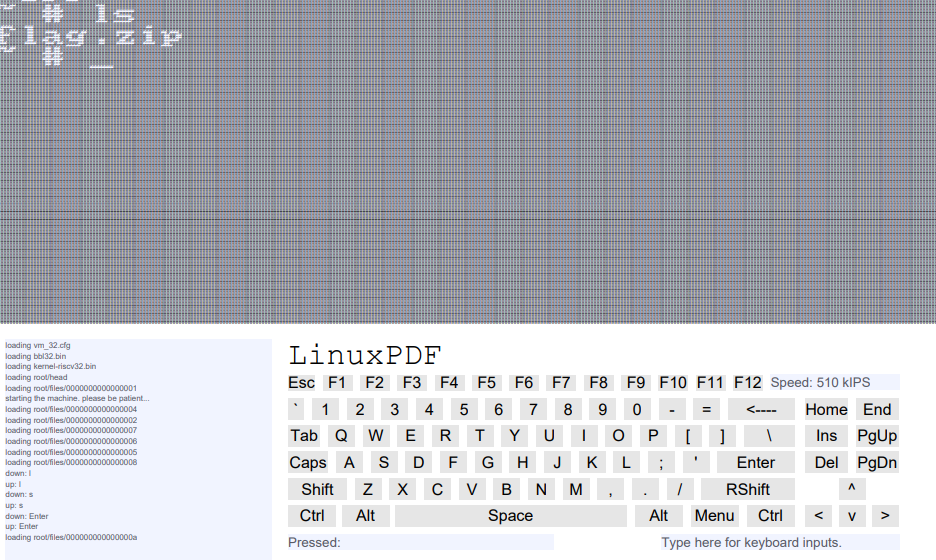 ~ # ls
flag.zip
~ # _
loading vm_32.cfg
loading bbl32.bin
loading kernel-riscv32.bin
loading root/head
loading root/files/0000000000000001
starting the machine. please be patient...
loading root/files/0000000000000004
loading root/files/0000000000000002
loading root/files/0000000000000007
loading root/files/0000000000000006
loading root/files/0000000000000005
loading root/files/0000000000000008
down: l
up: l
down: s
up: s
down: Enter
up: Enter
loading root/files/000000000000000a
LinuxPDF
Esc F1 F2 F3 F4 F5 F6 F7 F8 F9 F10 F11 F12 Speed: 510 kIPS
` 1 2 3 4 5 6 7 8 9 0 - = <---- Home End
Tab Q W E R T Y U I O P [ ] \ Ins PgUp
Caps A S D F G H J K L ; ' Enter Del PgDn
Shift Z X C V B N M , . / RShift ^
Ctrl Alt Space Alt Menu Ctrl < v >
Pressed: Type here for keyboard inputs.